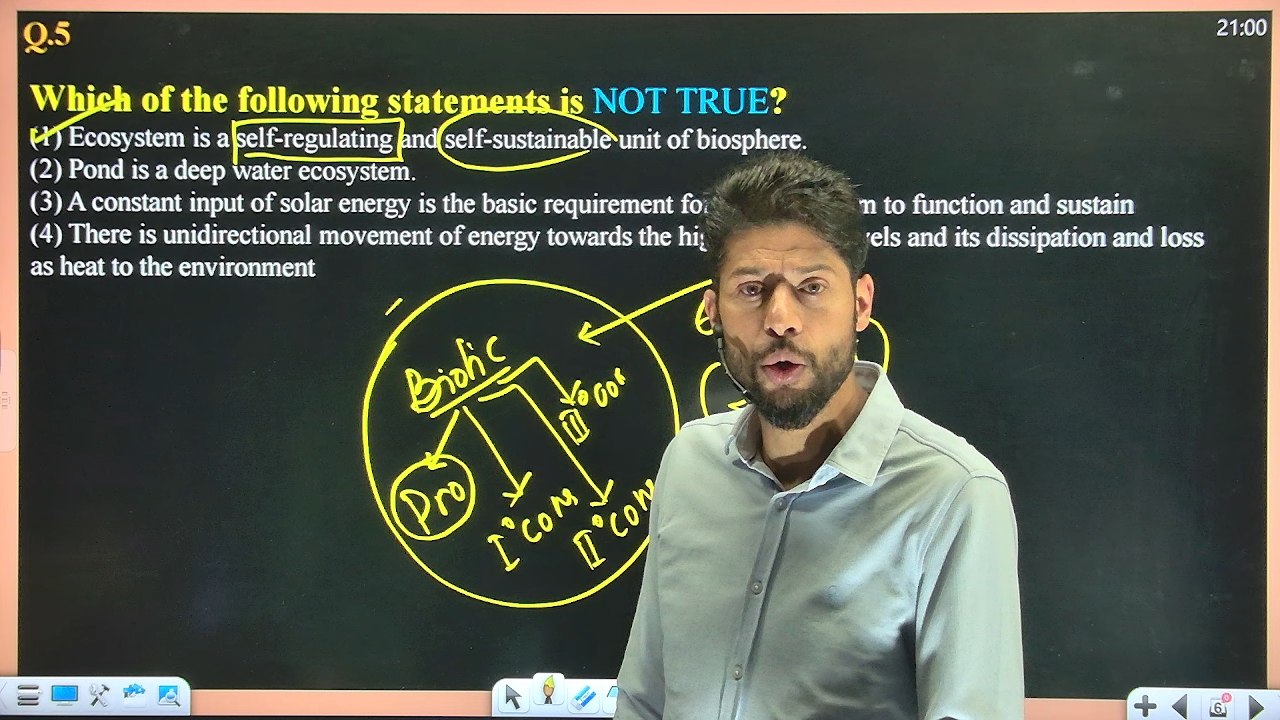 Q.5
21:00
Which of the following statements is NOT TRUE?
(1) Ecosystem is a self-regulating and self-sustainable unit of biosphere.
(2) Pond is a deep water ecosystem.
(3) A constant input of solar energy is the basic requirement m to function and sustain
(4) There is unidirectional movement of energy towards the vels and its dissipation and loss
as heat to the environment
Biotic
Pro
I° CoM
II° CoM
III°
6